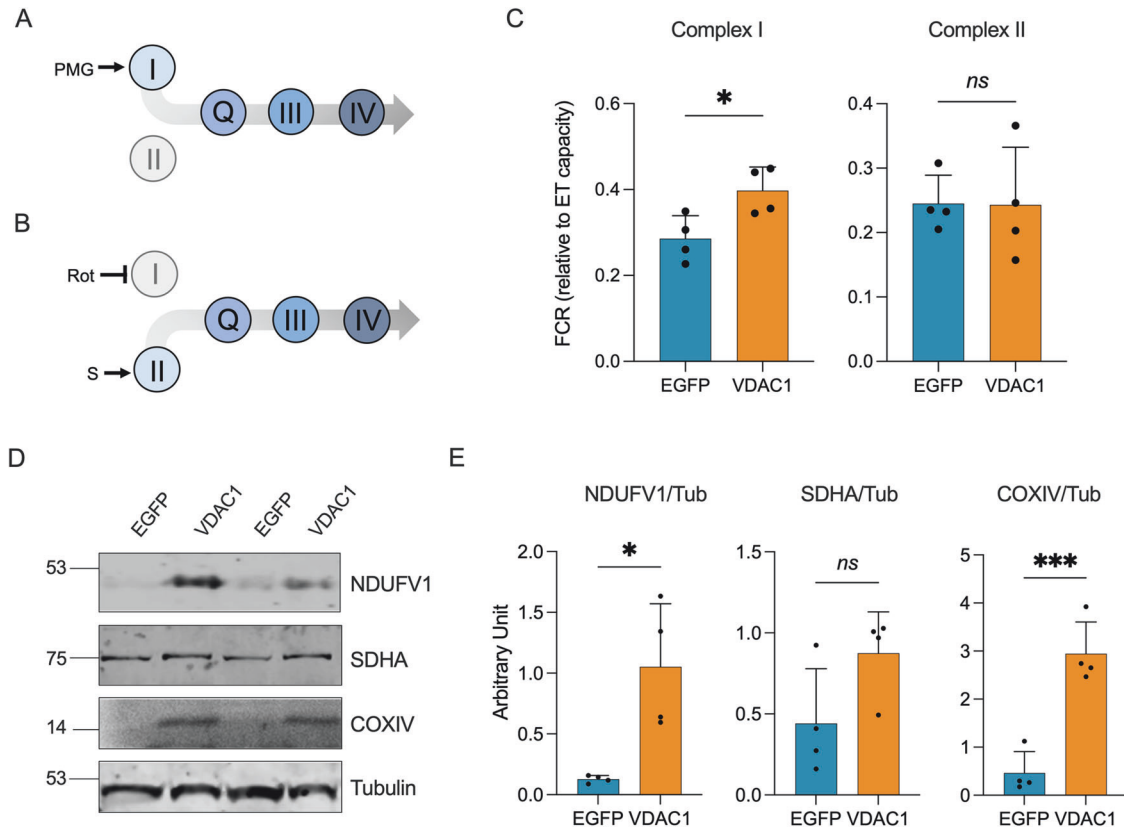 A
PMG
I
Q
III
IV
II
B
Rot
I
Q
III
IV
S
II
C
Complex I
Complex II
FCR (relative to ET capacity)
0.6
0.4
0.2
0.0
*
EGFP
VDAC1
0.4
0.3
0.2
0.1
0.0
ns
EGFP
VDAC1
D
EGFP
VDAC1
EGFP
VDAC1
53
NDUFV1
75
SDHA
14
COXIV
53
Tubulin
E
NDUFV1/Tub
SDHA/Tub
COXIV/Tub
Arbitrary Unit
2.0
1.5
1.0
0.5
0.0
*
EGFP VDAC1
1.5
1.0
0.5
0.0
ns
EGFP VDAC1
5
4
3
2
1
0
***
EGFP VDAC1